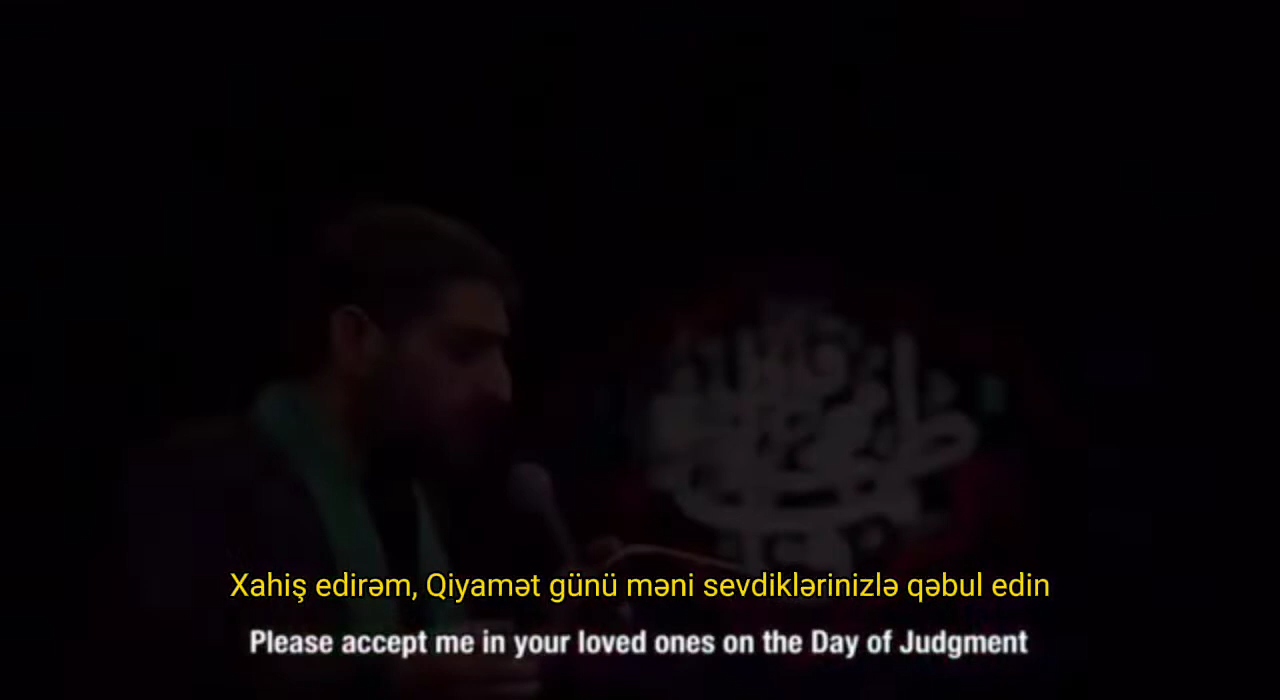 Xahiş edirəm, Qiyamət günü məni sevdiklərinizlə qəbul edin
Please accept me in your loved ones on the Day of Judgment